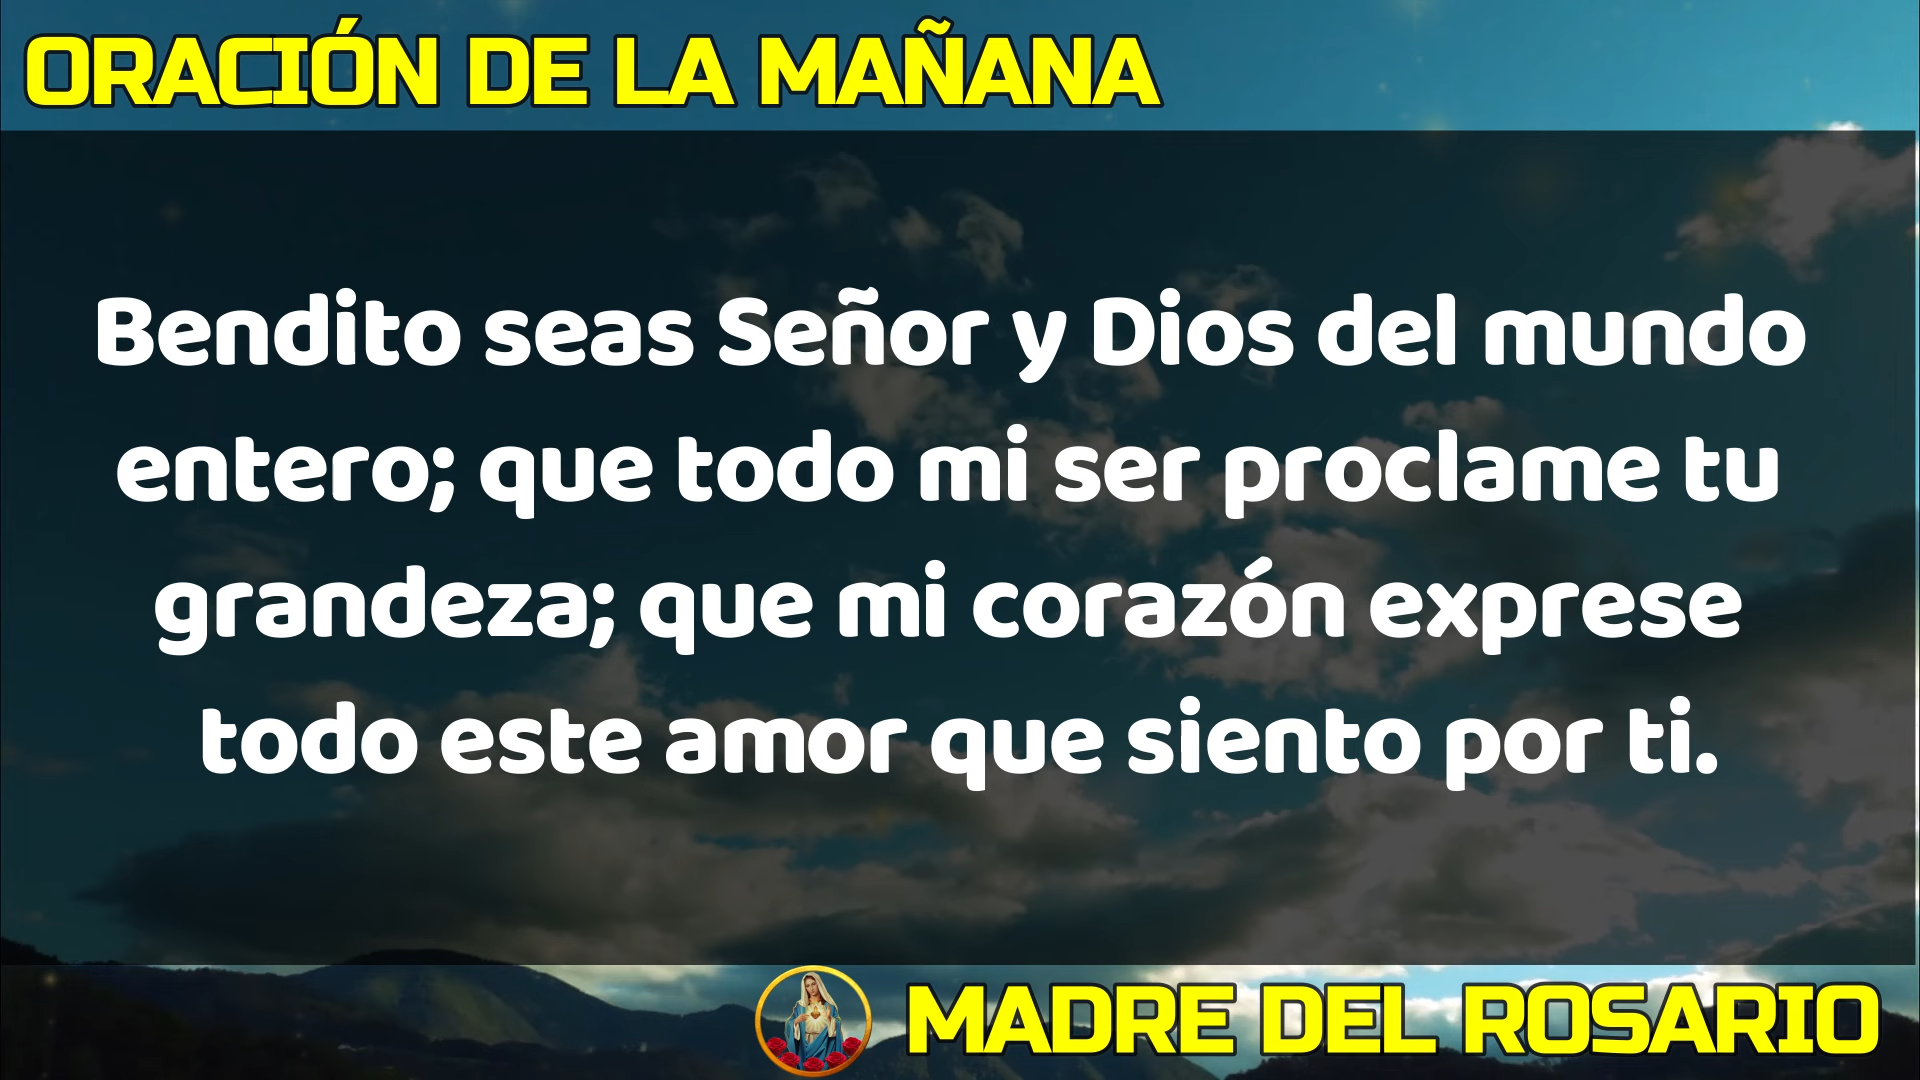 ORACIÓN DE LA MAÑANA
Bendito seas Señor y Dios del mundo
entero; que todo mi ser proclame tu
grandeza; que mi corazón exprese
todo este amor que siento por ti.
MADRE DEL ROSARIO